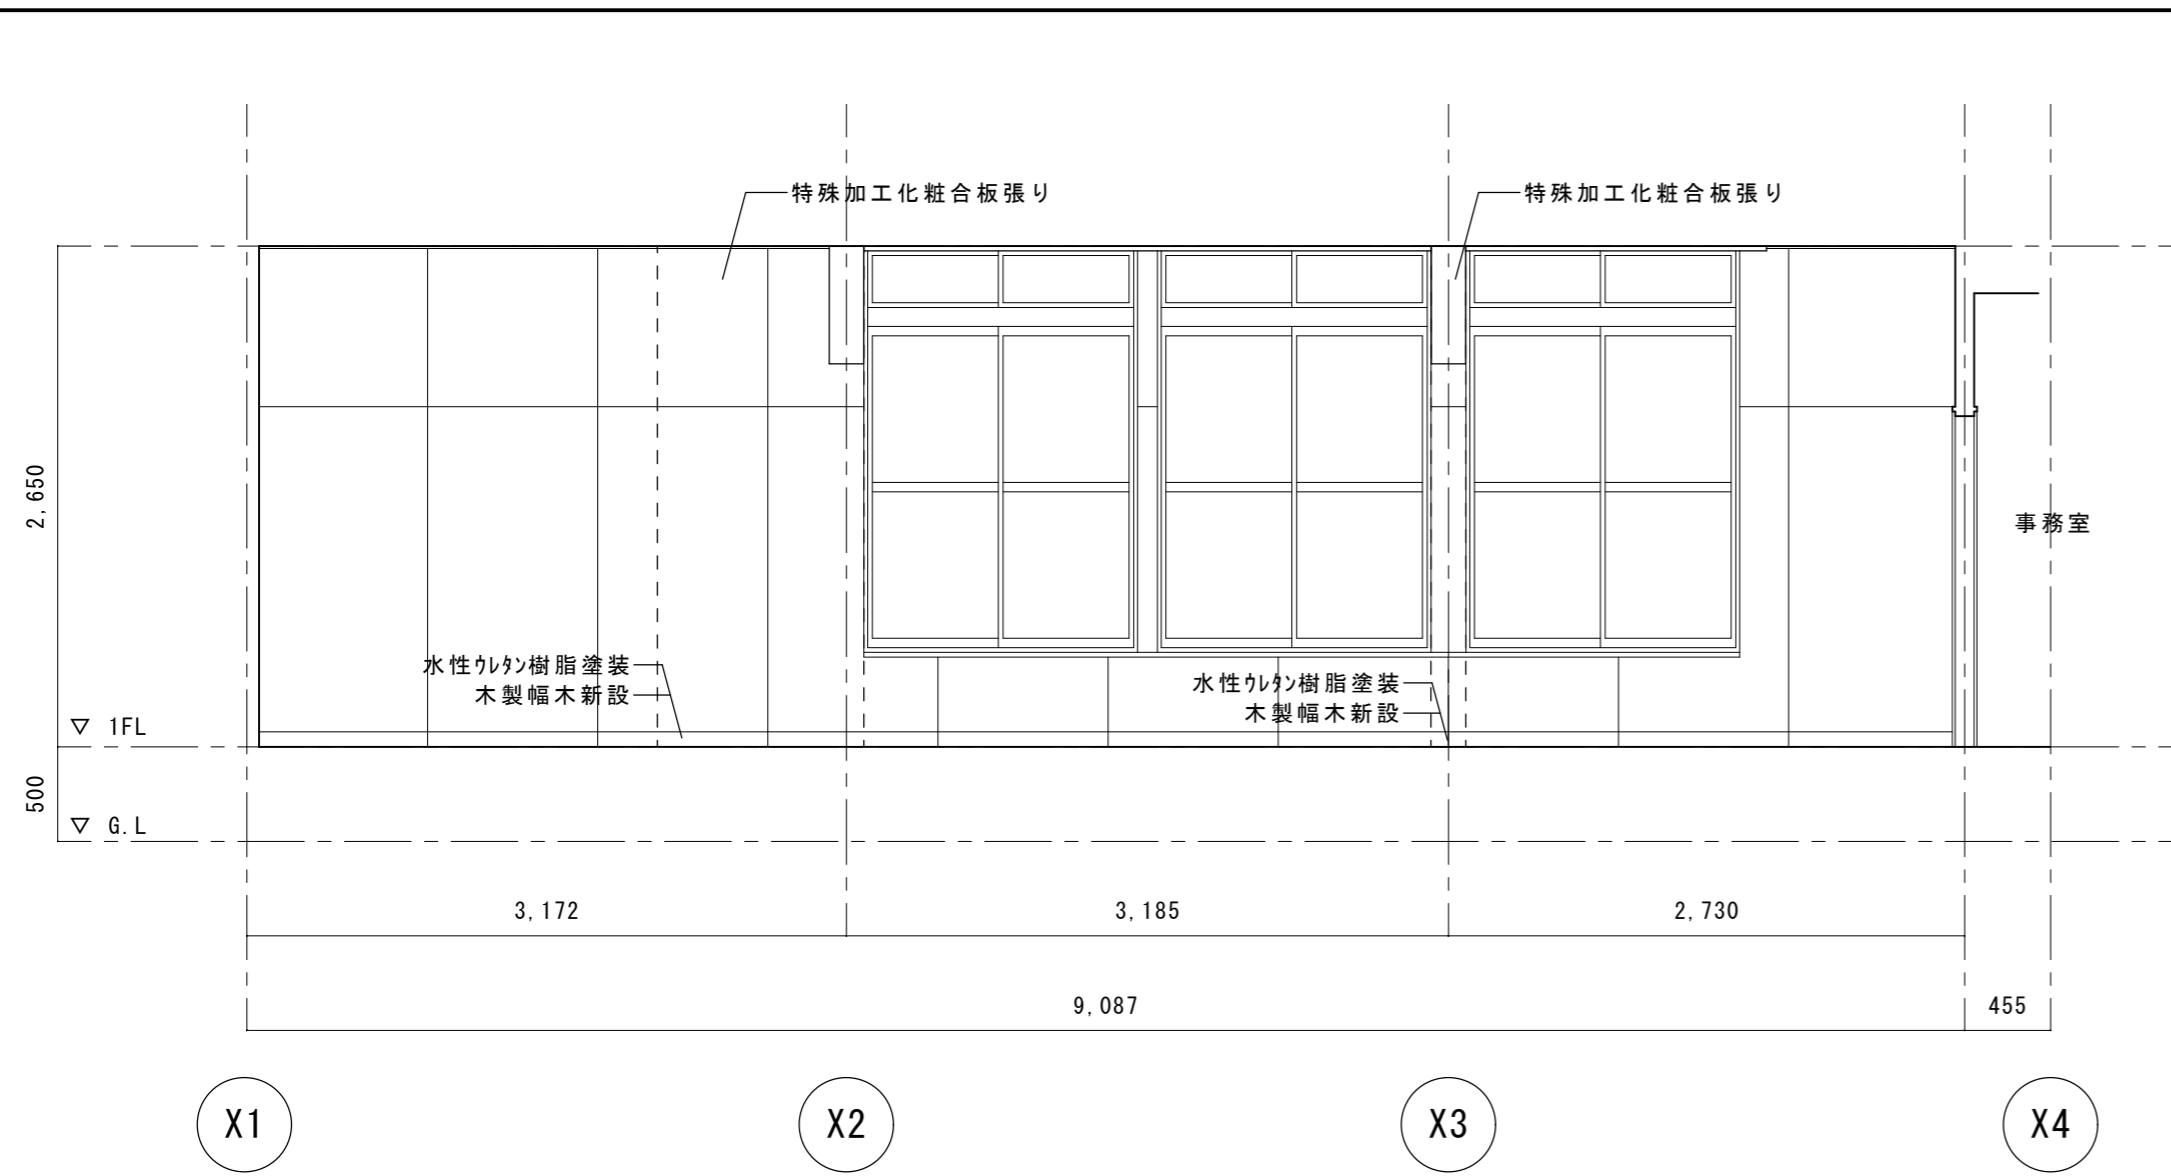 特殊加工化粧合板張り
特殊加工化粧合板張り
2,650
事務室
水性ｳﾚﾀﾝ樹脂塗装
木製幅木新設
水性ｳﾚﾀﾝ樹脂塗装
木製幅木新設
▽ 1FL
500
▽ G.L
3,172
3,185
2,730
9,087
455
X1
X2
X3
X4